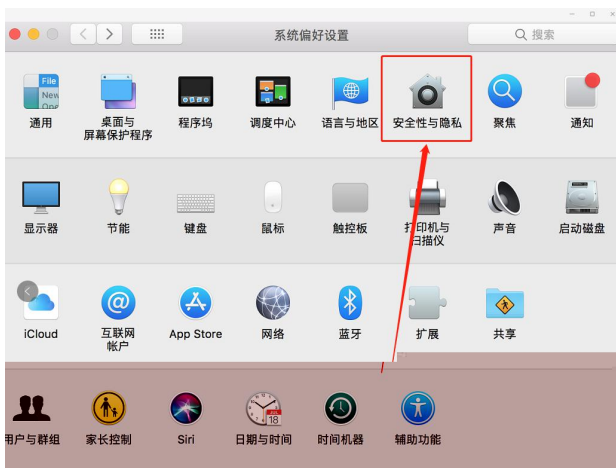 系统偏好设置
搜索
File
New
One
通用
桌面与
屏幕保护程序
程序坞
调度中心
语言与地区
安全性与隐私
聚焦
通知
显示器
节能
键盘
鼠标
触控板
打印机与
扫描仪
声音
启动磁盘
iCloud
互联网
帐户
App Store
网络
蓝牙
扩展
共享
用户与群组
家长控制
Siri
18
日期与时间
时间机器
辅助功能